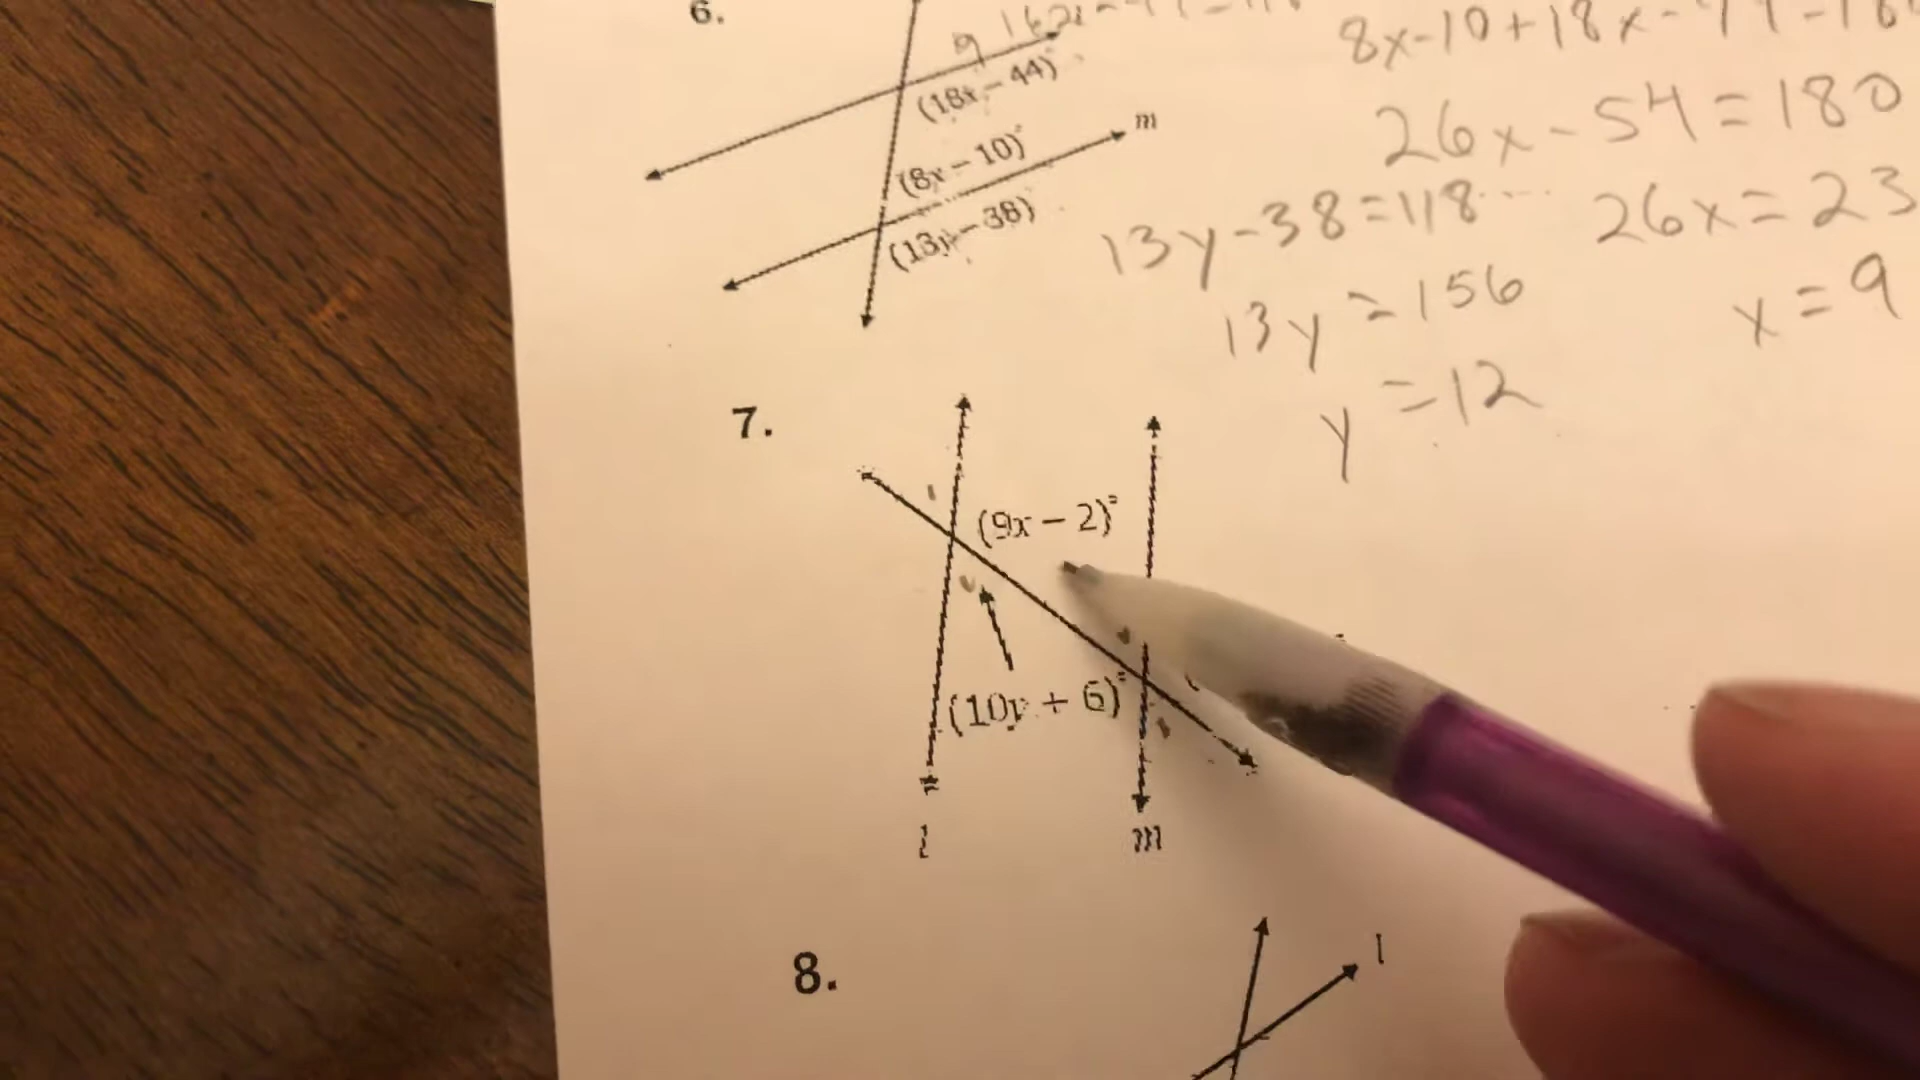 6.
8x-10+18x-
(18x - 44)°
m
26x - 54 = 180
(8x - 10)°
13y-38=118
26x = 23
(13y - 38)
13y = 156
x = 9
y = 12
7.
(9x - 2)°
(10y + 6)°
l
m
8.
l